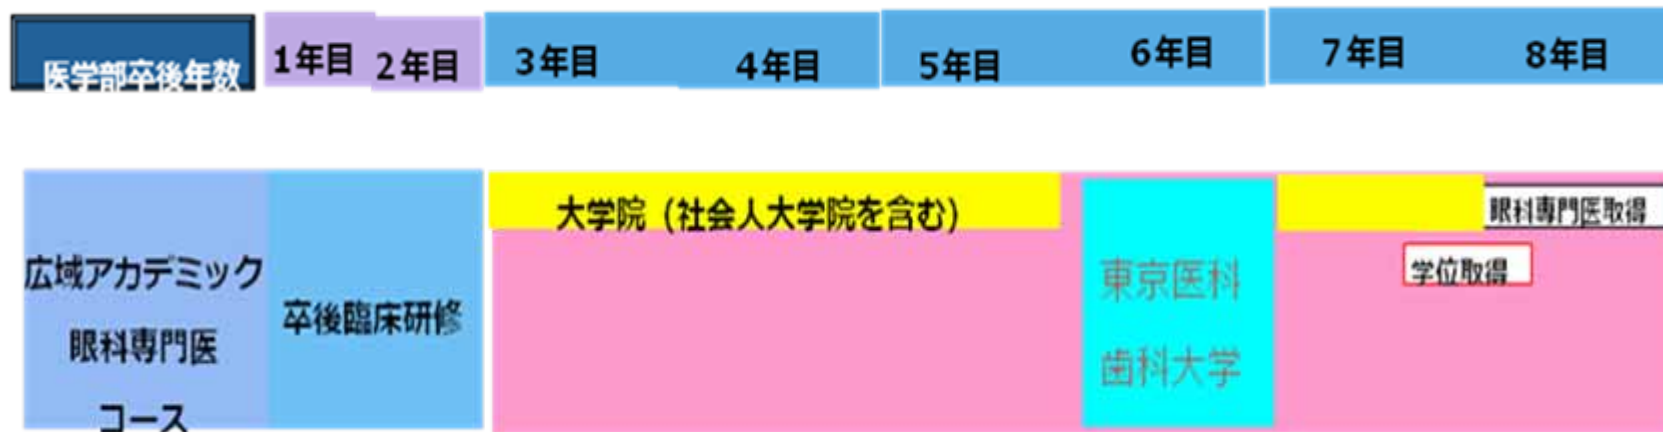 医学部卒後年数
1年目
2年目
3年目
4年目
5年目
6年目
7年目
8年目
広域アカデミック
眼科専門医
コース
卒後臨床研修
大学院（社会人大学院を含む）
東京医科
歯科大学
眼科専門医取得
学位取得